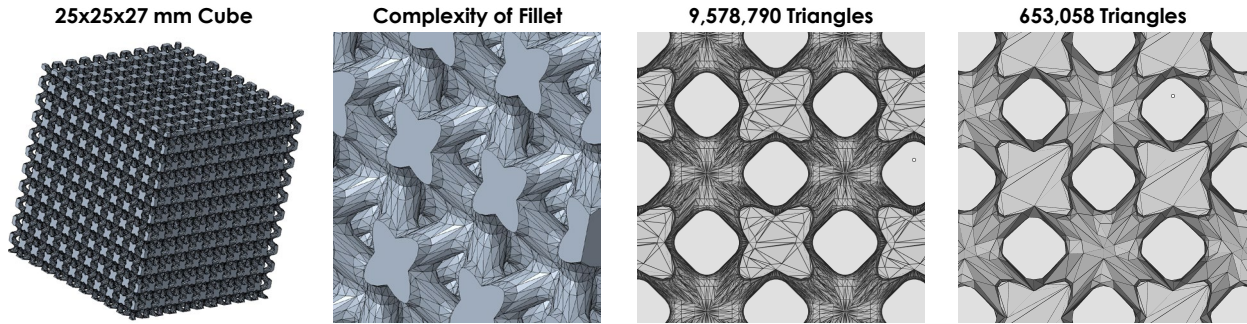 25x25x27 mm Cube
Complexity of Fillet
9,578,790 Triangles
653,058 Triangles